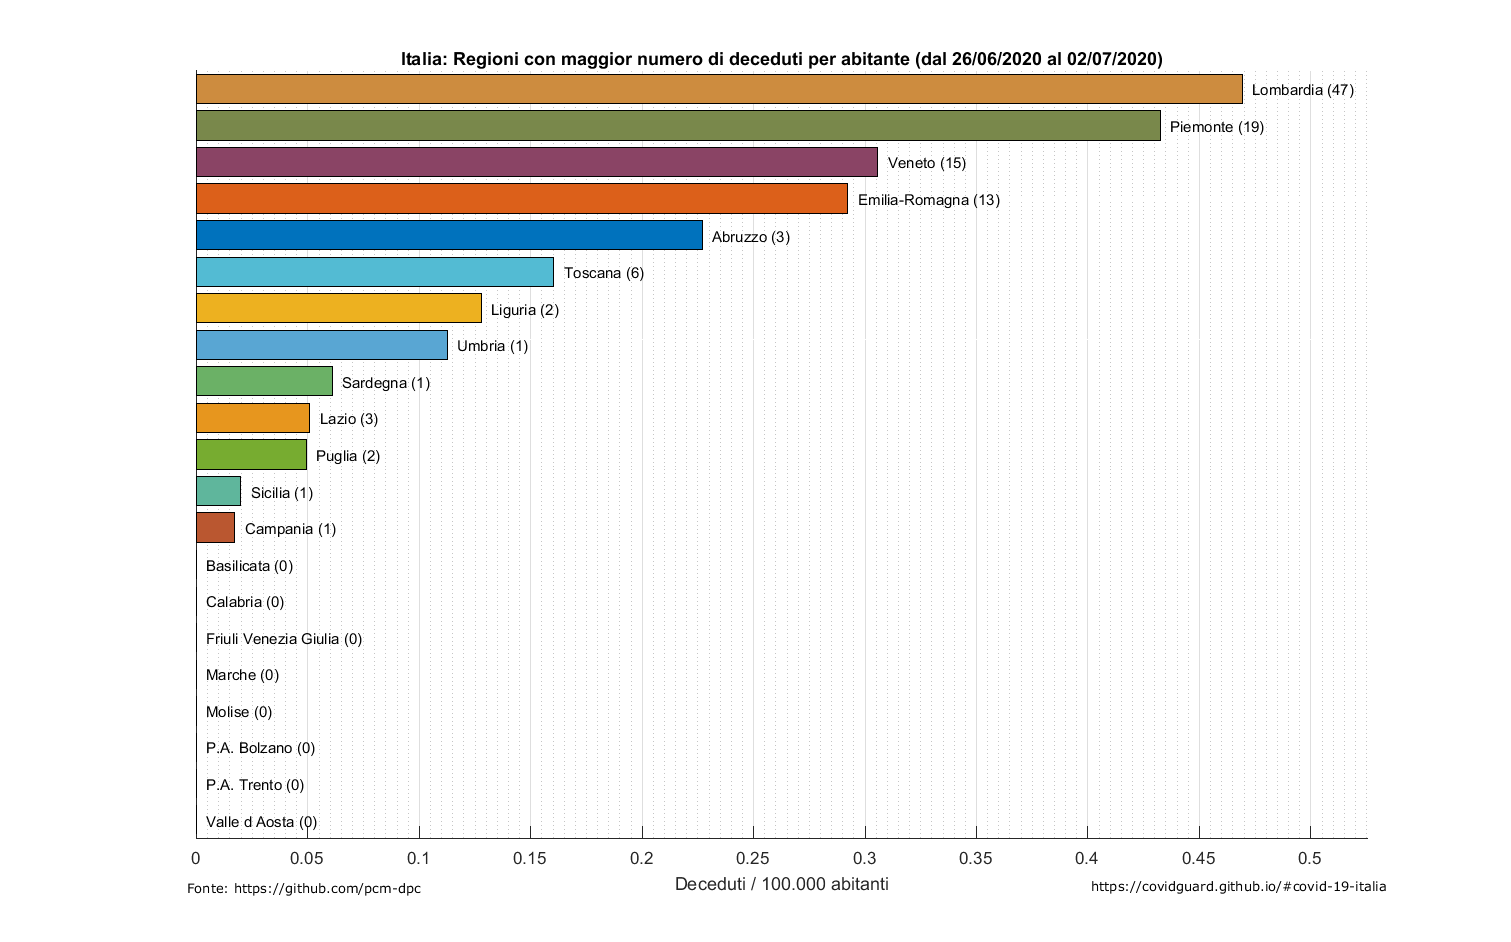 Italia: Regioni con maggior numero di deceduti per abitante (dal 26/06/2020 al 02/07/2020)
Lombardia (47)
Piemonte (19)
Veneto (15)
Emilia-Romagna (13)
Abruzzo (3)
Toscana (6)
Liguria (2)
Umbria (1)
Sardegna (1)
Lazio (3)
Puglia (2)
Sicilia (1)
Campania (1)
Basilicata (0)
Calabria (0)
Friuli Venezia Giulia (0)
Marche (0)
Molise (0)
P.A. Bolzano (0)
P.A. Trento (0)
Valle d Aosta (0)
0 0.05 0.1 0.15 0.2 0.25 0.3 0.35 0.4 0.45 0.5
Deceduti / 100.000 abitanti
Fonte: https://github.com/pcm-dpc
https://covidguard.github.io/#covid-19-italia